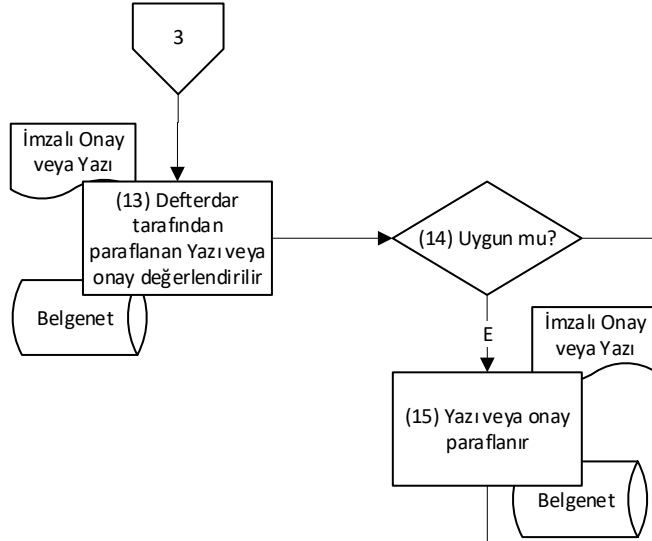 3
İmzalı Onay
veya Yazı
(13) Defterdar
tarafından
paraflanan Yazı veya
onay değerlendirilir
Belgenet
(14) Uygun mu?
E
İmzalı Onay
veya Yazı
(15) Yazı veya onay
paraflanır
Belgenet